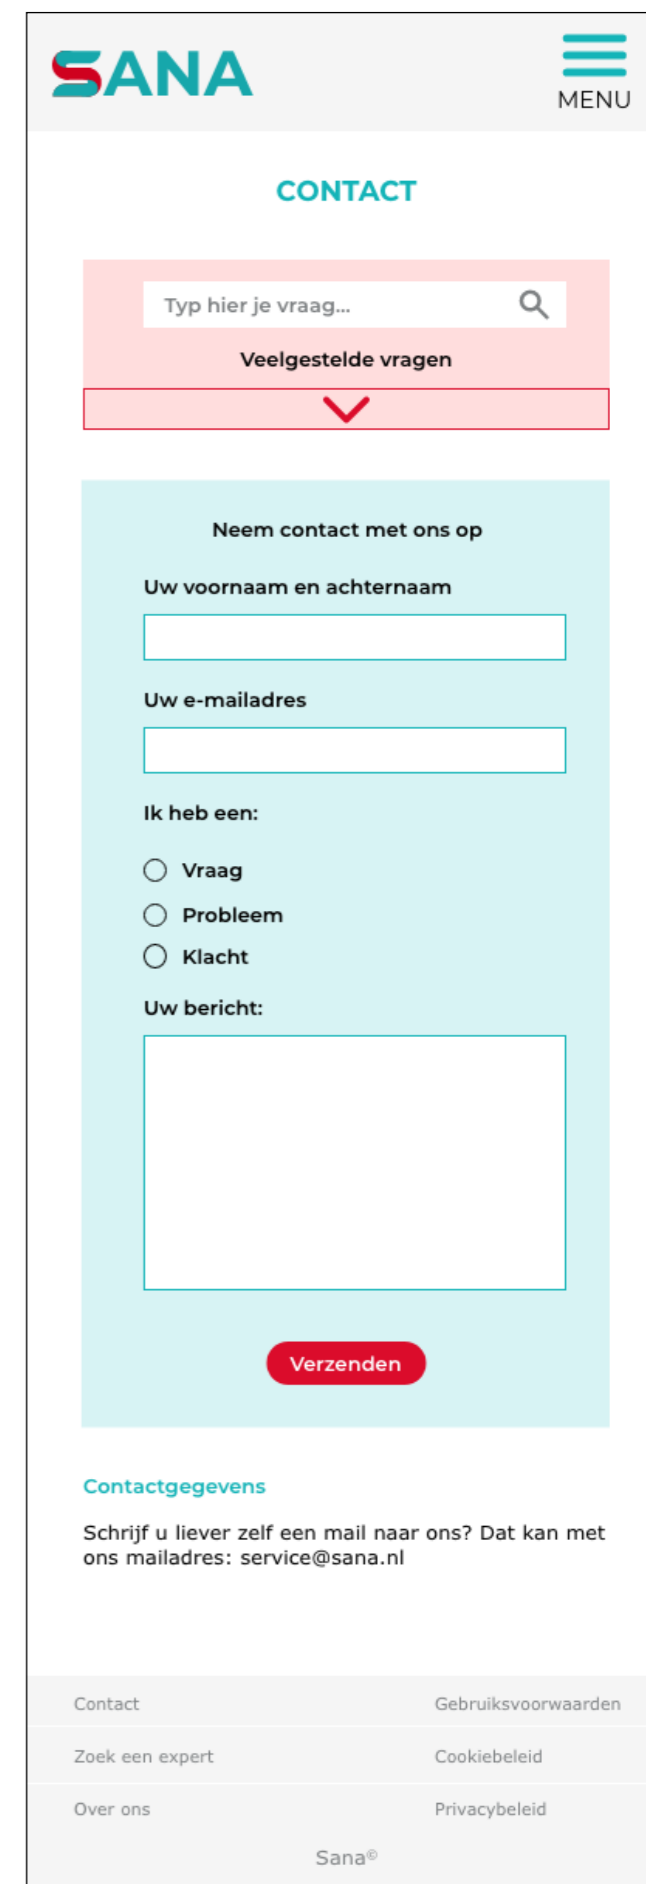 SANA
MENU
CONTACT
Typ hier je vraag...
Veelgestelde vragen
Neem contact met ons op
Uw voornaam en achternaam
Uw e-mailadres
Ik heb een:
Vraag
Probleem
Klacht
Uw bericht:
Verzenden
Contactgegevens
Schrijf u liever zelf een mail naar ons? Dat kan met
ons mailadres: service@sana.nl
Contact
Gebruiksvoorwaarden
Zoek een expert
Cookiebeleid
Over ons
Privacybeleid
Sana©